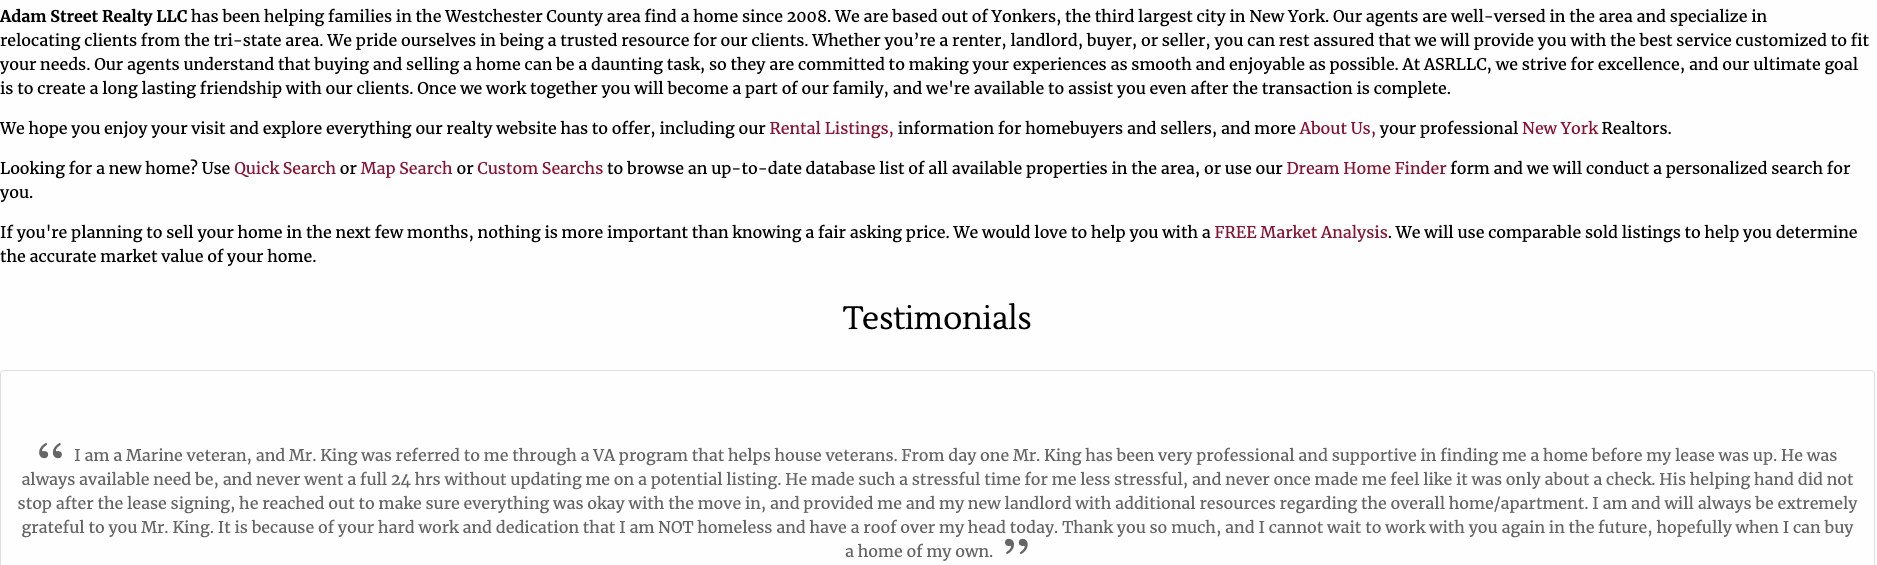 Adam Street Realty LLC has been helping families in the Westchester County area find a home since 2008. We are based out of Yonkers, the third largest city in New York. Our agents are well-versed in the area and specialize in
relocating clients from the tri-state area. We pride ourselves in being a trusted resource for our clients. Whether you’re a renter, landlord, buyer, or seller, you can rest assured that we will provide you with the best service customized to fit
your needs. Our agents understand that buying and selling a home can be a daunting task, so they are committed to making your experiences as smooth and enjoyable as possible. At ASRLLC, we strive for excellence, and our ultimate goal
is to create a long lasting friendship with our clients. Once we work together you will become a part of our family, and we're available to assist you even after the transaction is complete.
We hope you enjoy your visit and explore everything our realty website has to offer, including our Rental Listings, information for homebuyers and sellers, and more About Us, your professional New York Realtors.
Looking for a new home? Use Quick Search or Map Search or Custom Searchs to browse an up-to-date database list of all available properties in the area, or use our Dream Home Finder form and we will conduct a personalized search for
you.
If you're planning to sell your home in the next few months, nothing is more important than knowing a fair asking price. We would love to help you with a FREE Market Analysis. We will use comparable sold listings to help you determine
the accurate market value of your home.
Testimonials
“ I am a Marine veteran, and Mr. King was referred to me through a VA program that helps house veterans. From day one Mr. King has been very professional and supportive in finding me a home before my lease was up. He was
always available need be, and never went a full 24 hrs without updating me on a potential listing. He made such a stressful time for me less stressful, and never once made me feel like it was only about a check. His helping hand did not
stop after the lease signing, he reached out to make sure everything was okay with the move in, and provided me and my new landlord with additional resources regarding the overall home/apartment. I am and will always be extremely
grateful to you Mr. King. It is because of your hard work and dedication that I am NOT homeless and have a roof over my head today. Thank you so much, and I cannot wait to work with you again in the future, hopefully when I can buy
a home of my own. ”